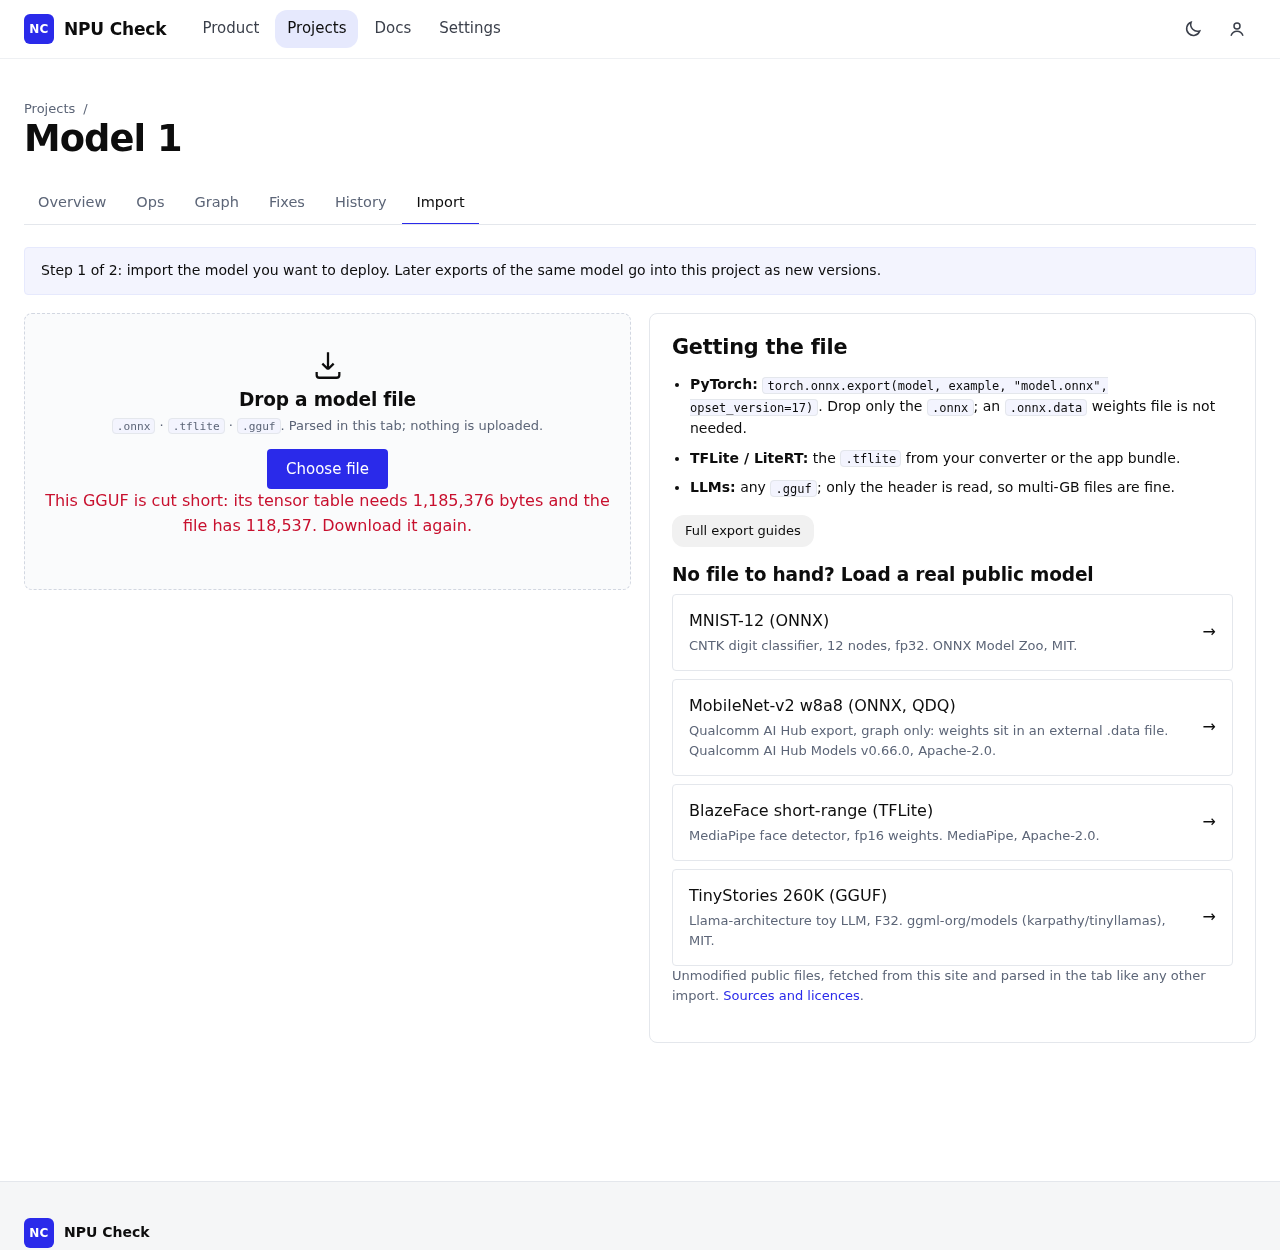 NC NPU Check Product Projects Docs Settings
Projects /
Model 1
Overview Ops Graph Fixes History Import
Step 1 of 2: import the model you want to deploy. Later exports of the same model go into this project as new versions.
Drop a model file
.onnx · .tflite · .gguf. Parsed in this tab; nothing is uploaded.
Choose file
This GGUF is cut short: its tensor table needs 1,185,376 bytes and the
file has 118,537. Download it again.
Getting the file
• PyTorch: torch.onnx.export(model, example, "model.onnx",
opset_version=17). Drop only the .onnx; an .onnx.data weights file is not
needed.
• TFLite / LiteRT: the .tflite from your converter or the app bundle.
• LLMs: any .gguf; only the header is read, so multi-GB files are fine.
Full export guides
No file to hand? Load a real public model
MNIST-12 (ONNX)
CNTK digit classifier, 12 nodes, fp32. ONNX Model Zoo, MIT.
→
MobileNet-v2 w8a8 (ONNX, QDQ)
Qualcomm AI Hub export, graph only: weights sit in an external .data file.
Qualcomm AI Hub Models v0.66.0, Apache-2.0.
→
BlazeFace short-range (TFLite)
MediaPipe face detector, fp16 weights. MediaPipe, Apache-2.0.
→
TinyStories 260K (GGUF)
Llama-architecture toy LLM, F32. ggml-org/models (karpathy/tinyllamas),
MIT.
→
Unmodified public files, fetched from this site and parsed in the tab like any other
import. Sources and licences.
NC NPU Check